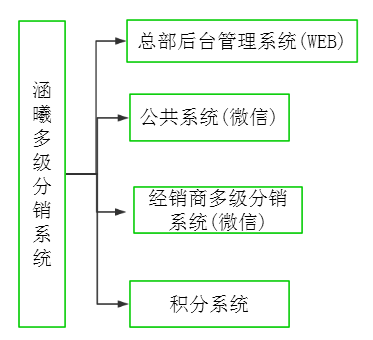 涵曦多级分销系统
总部后台管理系统(WEB)
公共系统(微信)
经销商多级分销
系统(微信)
积分系统